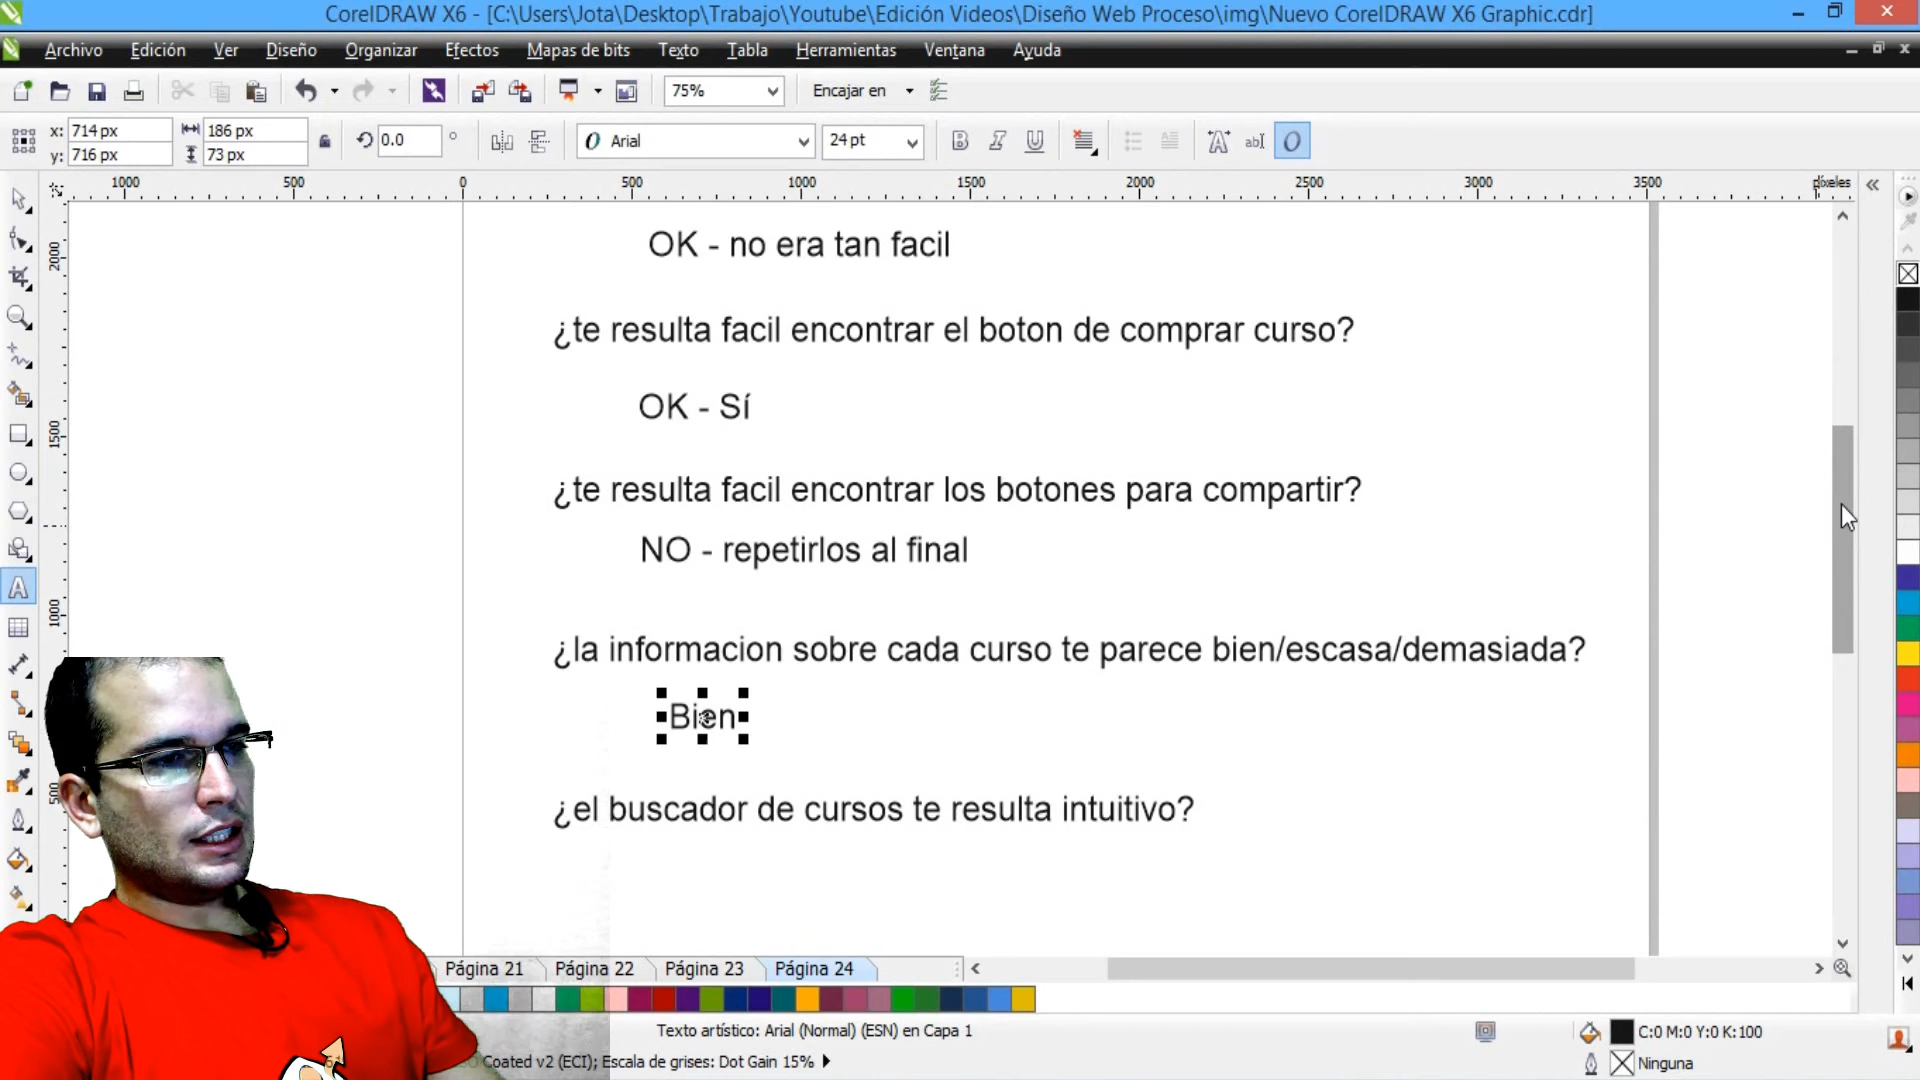 CorelDRAW X6 - [C:\Users\Jota\Desktop\Trabajo\Youtube\Edición Videos\Diseño Web Proceso\img\Nuevo CorelDRAW X6 Graphic.cdr]
Archivo Edición Ver Diseño Organizar Efectos Mapas de bits Texto Tabla Herramientas Ventana Ayuda
75% Encajar en
x: 714 px 186 px 0.0 ° Arial 24 pt B I U abI O
y: 716 px 73 px
1000 500 0 500 1000 1500 2000 2500 3000 3500 píxeles
2000
1500
1000
500
OK - no era tan facil
¿te resulta facil encontrar el boton de comprar curso?
OK - Sí
¿te resulta facil encontrar los botones para compartir?
NO - repetirlos al final
¿la informacion sobre cada curso te parece bien/escasa/demasiada?
Bien
¿el buscador de cursos te resulta intuitivo?
Página 21 Página 22 Página 23 Página 24
Texto artístico: Arial (Normal) (ESN) en Capa 1
C:0 M:0 Y:0 K:100
Coated v2 (ECI); Escala de grises: Dot Gain 15%
Ninguna